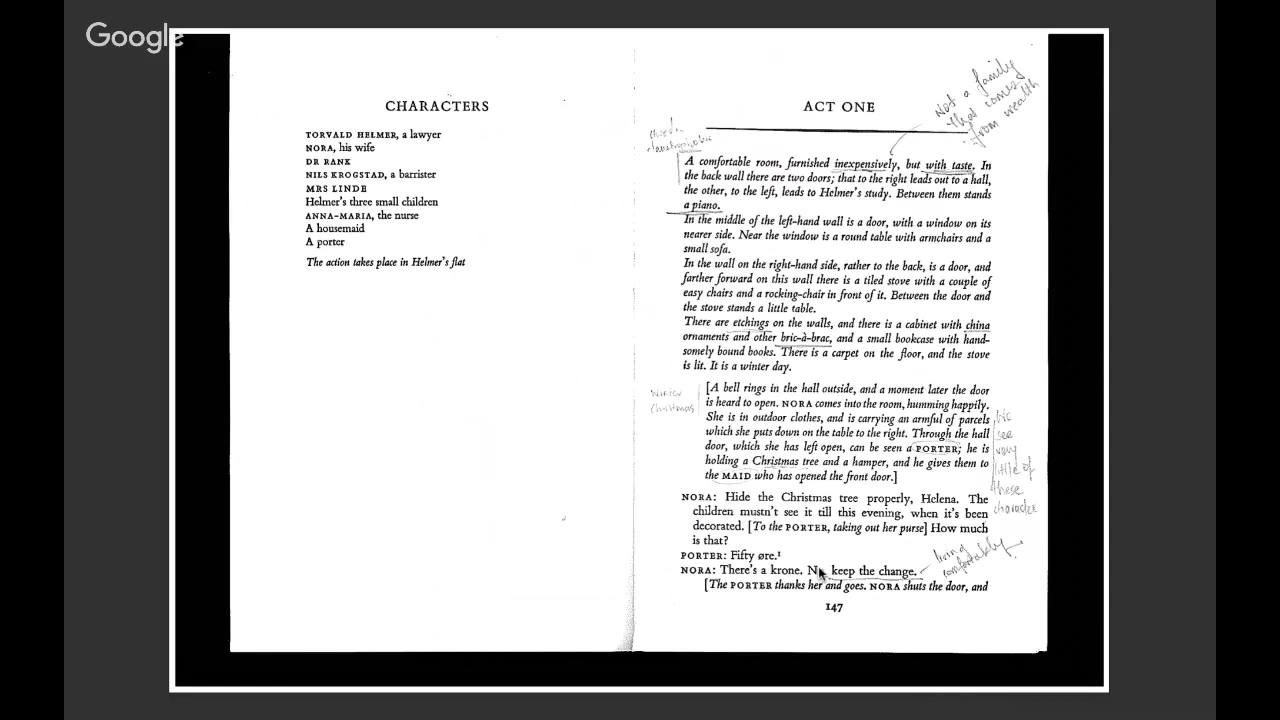 Google
CHARACTERS
TORVALD HELMER, a lawyer
NORA, his wife
DR RANK
NILS KROGSTAD, a barrister
MRS LINDE
Helmer's three small children
ANNA-MARIA, the nurse
A housemaid
A porter
The action takes place in Helmer's flat
Not a family
that comes
from wealth
ACT ONE
claustrophobic
A comfortable room, furnished inexpensively, but with taste. In
the back wall there are two doors; that to the right leads out to a hall,
the other, to the left, leads to Helmer's study. Between them stands
a piano.
In the middle of the left-hand wall is a door, with a window on its
nearer side. Near the window is a round table with armchairs and a
small sofa.
In the wall on the right-hand side, rather to the back, is a door, and
farther forward on this wall there is a tiled stove with a couple of
easy chairs and a rocking-chair in front of it. Between the door and
the stove stands a little table.
There are etchings on the walls, and there is a cabinet with china
ornaments and other bric-à-brac, and a small bookcase with hand-
somely bound books. There is a carpet on the floor, and the stove
is lit. It is a winter day.
Winter
Christmas
[A bell rings in the hall outside, and a moment later the door
is heard to open. NORA comes into the room, humming happily.
She is in outdoor clothes, and is carrying an armful of parcels
which she puts down on the table to the right. Through the hall
door, which she has left open, can be seen a PORTER; he is
holding a Christmas tree and a hamper, and he gives them to
the MAID who has opened the front door.]
We
see
very
little of
these
character
NORA: Hide the Christmas tree properly, Helena. The
children mustn't see it till this evening, when it's been
decorated. [To the PORTER, taking out her purse] How much
is that?
PORTER: Fifty øre.¹
NORA: There's a krone. keep the change.
living
comfortably
[The PORTER thanks her and goes. NORA shuts the door, and
147